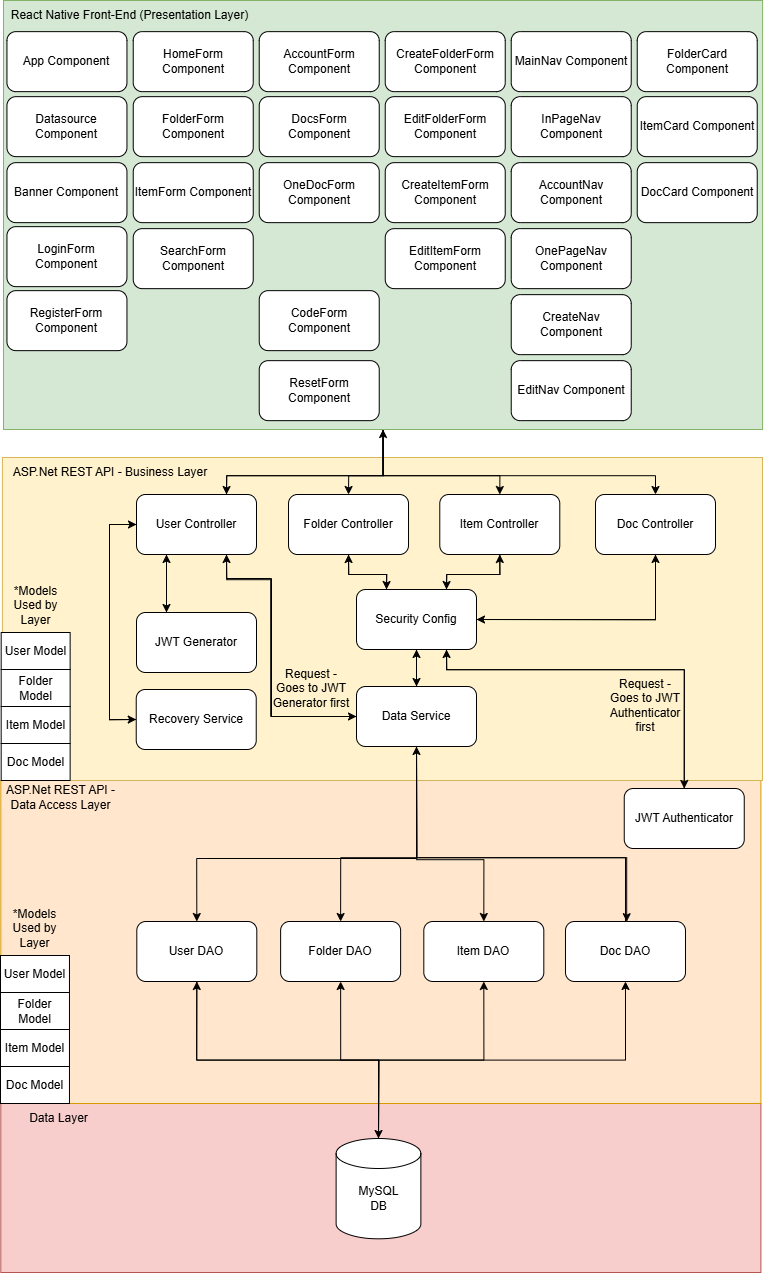 React Native Front-End (Presentation Layer)
App Component
HomeForm
Component
AccountForm
Component
CreateFolderForm
Component
MainNav Component
FolderCard
Component
Datasource
Component
FolderForm
Component
DocsForm
Component
EditFolderForm
Component
InPageNav
Component
ItemCard Component
Banner Component
ItemForm Component
OneDocForm
Component
CreateItemForm
Component
AccountNav
Component
DocCard Component
LoginForm
Component
SearchForm
Component
EditItemForm
Component
OnePageNav
Component
RegisterForm
Component
CodeForm
Component
CreateNav
Component
ResetForm
Component
EditNav Component
ASP.Net REST API - Business Layer
User Controller
Folder Controller
Item Controller
Doc Controller
*Models
Used by
Layer
User Model
Folder
Model
Item Model
Doc Model
JWT Generator
Recovery Service
Security Config
Request -
Goes to JWT
Generator first
Data Service
Request -
Goes to JWT
Authenticator
first
ASP.Net REST API -
Data Access Layer
JWT Authenticator
*Models
Used by
Layer
User Model
Folder
Model
Item Model
Doc Model
User DAO
Folder DAO
Item DAO
Doc DAO
Data Layer
MySQL
DB